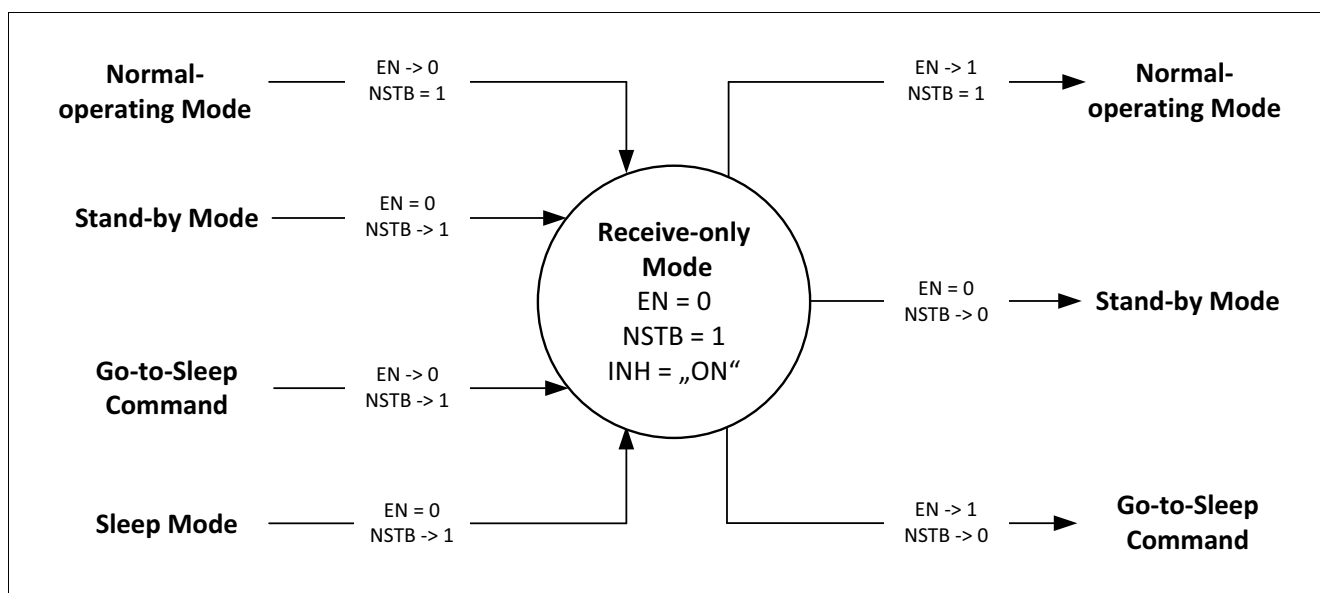 Normal-
operating Mode
EN -> 0
NSTB = 1
Stand-by Mode
EN = 0
NSTB -> 1
Go-to-Sleep
Command
EN -> 0
NSTB -> 1
Sleep Mode
EN = 0
NSTB -> 1
Receive-only
Mode
EN = 0
NSTB = 1
INH = „ON“
EN -> 1
NSTB = 1
Normal-
operating Mode
EN = 0
NSTB -> 0
Stand-by Mode
EN -> 1
NSTB -> 0
Go-to-Sleep
Command